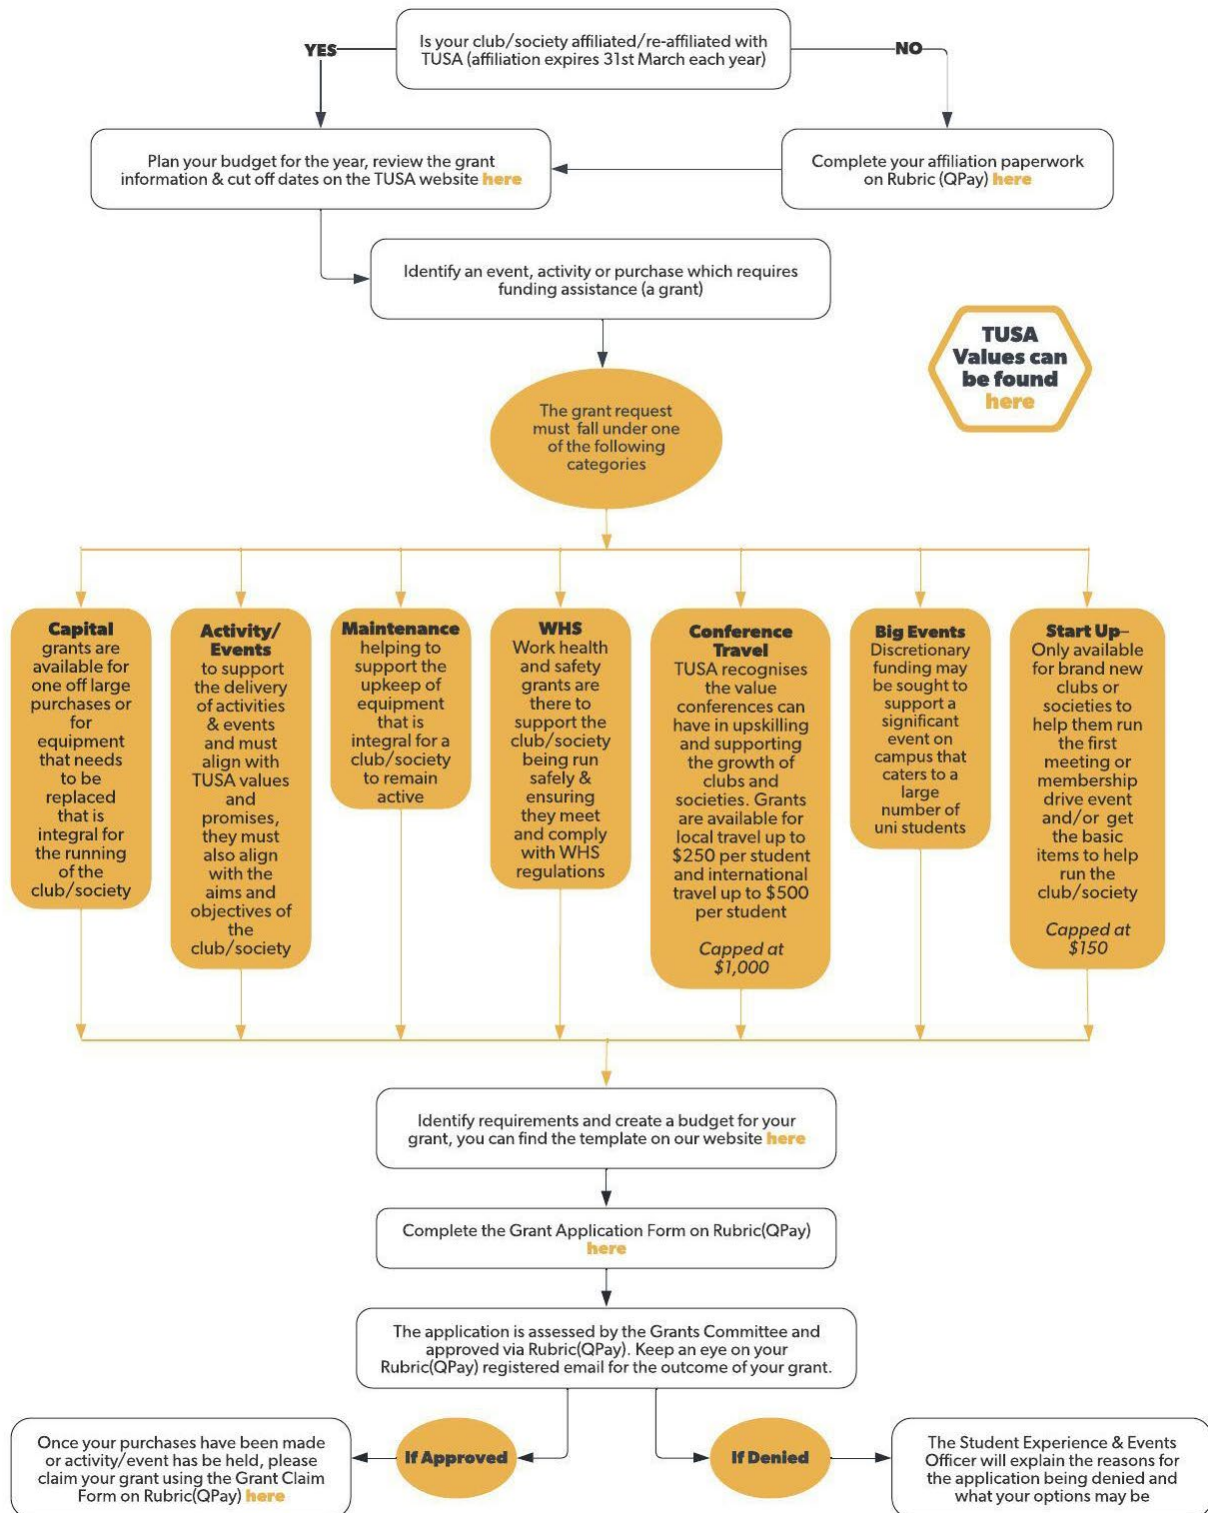 Is your club/society affiliated/re-affiliated with
TUSA (affiliation expires 31st March each year)
YES
NO
Plan your budget for the year, review the grant
information & cut off dates on the TUSA website here
Complete your affiliation paperwork
on Rubric (QPay) here
Identify an event, activity or purchase which requires
funding assistance (a grant)
TUSA
Values can
be found
here
The grant request
must fall under one
of the following
categories
Capital
grants are
available for
one off large
purchases or
for
equipment
that needs
to be
replaced
that is
integral for
the running
of the
club/society
Activity/
Events
to support
the delivery
of activities
& events
and must
align with
TUSA values
and
promises,
they must
also align
with the
aims and
objectives of
the
club/society
Maintenance
helping to
support the
upkeep of
equipment
that is
integral for a
club/society
to remain
active
WHS
Work health
and safety
grants are
there to
support the
club/society
being run
safely &
ensuring
they meet
and comply
with WHS
regulations
Conference
Travel
TUSA recognises
the value
conferences can
have in upskilling
and supporting
the growth of
clubs and
societies. Grants
are available for
local travel up to
$250 per student
and international
travel up to $500
per student
Capped at
$1,000
Big Events
Discretionary
funding may
be sought to
support a
significant
event on
campus that
caters to a
large
number of
uni students
Start Up–
Only available
for brand new
clubs or
societies to
help them run
the first
meeting or
membership
drive event
and/or get
the basic
items to help
run the
club/society
Capped at
$150
Identify requirements and create a budget for your
grant, you can find the template on our website here
Complete the Grant Application Form on Rubric(QPay)
here
The application is assessed by the Grants Committee and
approved via Rubric(QPay). Keep an eye on your
Rubric(QPay) registered email for the outcome of your grant.
If Approved
Once your purchases have been made
or activity/event has be held, please
claim your grant using the Grant Claim
Form on Rubric(QPay) here
If Denied
The Student Experience & Events
Officer will explain the reasons for
the application being denied and
what your options may be